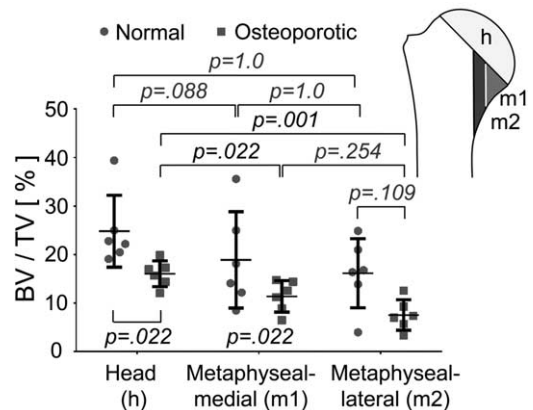 Normal Osteoporotic
p=1.0
p=.088 p=1.0
p=.001
p=.022 p=.254
p=.109
h
m1
m2
BV / TV [ % ]
50
40
30
20
10
0
p=.022 p=.022
Head
(h)
Metaphyseal-
medial (m1)
Metaphyseal-
lateral (m2)